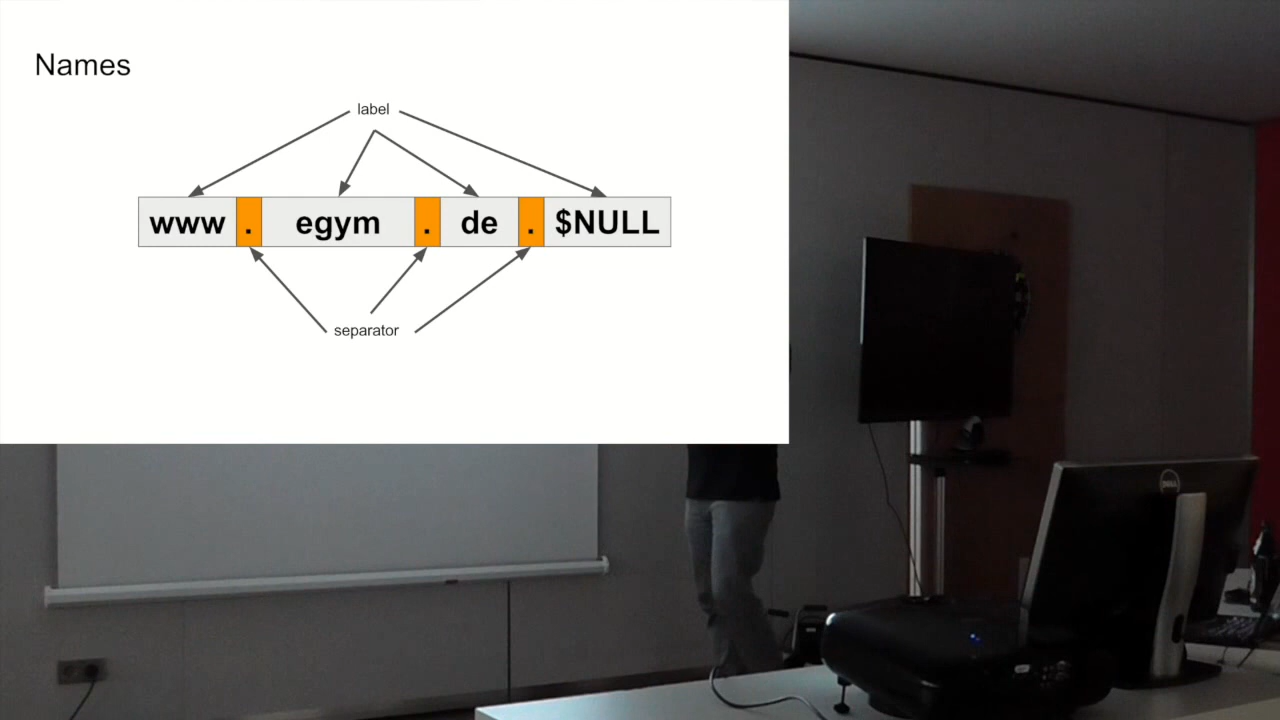 Names
label
www . egym . de . $NULL
separator
DELL